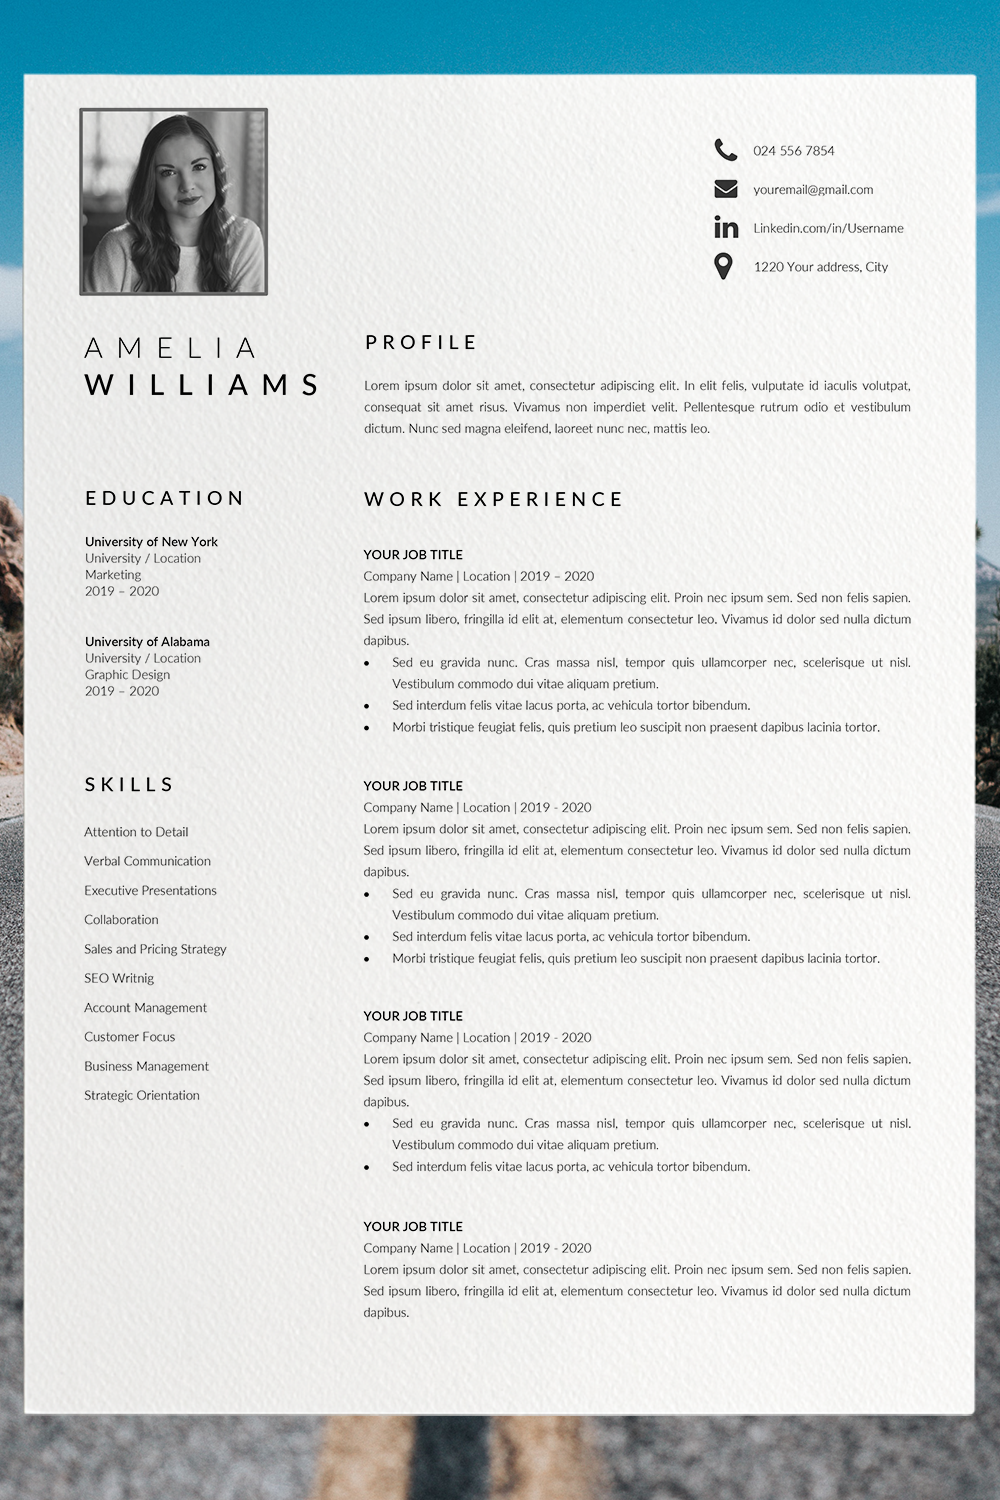 024 556 7854
youremail@gmail.com
in Linkedin.com/in/Username
1220 Your address, City
AMELIA
WILLIAMS
PROFILE
Lorem ipsum dolor sit amet, consectetur adipiscing elit. In elit felis, vulputate id iaculis volutpat,
consequat sit amet risus. Vivamus non imperdiet velit. Pellentesque rutrum odio et vestibulum
dictum. Nunc sed magna eleifend, laoreet nunc nec, mattis leo.
EDUCATION
University of New York
University / Location
Marketing
2019 – 2020
University of Alabama
University / Location
Graphic Design
2019 – 2020
SKILLS
Attention to Detail
Verbal Communication
Executive Presentations
Collaboration
Sales and Pricing Strategy
SEO Writnig
Account Management
Customer Focus
Business Management
Strategic Orientation
WORK EXPERIENCE
YOUR JOB TITLE
Company Name | Location | 2019 – 2020
Lorem ipsum dolor sit amet, consectetur adipiscing elit. Proin nec ipsum sem. Sed non felis sapien.
Sed ipsum libero, fringilla id elit at, elementum consectetur leo. Vivamus id dolor sed nulla dictum
dapibus.
• Sed eu gravida nunc. Cras massa nisl, tempor quis ullamcorper nec, scelerisque ut nisl.
Vestibulum commodo dui vitae aliquam pretium.
• Sed interdum felis vitae lacus porta, ac vehicula tortor bibendum.
• Morbi tristique feugiat felis, quis pretium leo suscipit non praesent dapibus lacinia tortor.
YOUR JOB TITLE
Company Name | Location | 2019 - 2020
Lorem ipsum dolor sit amet, consectetur adipiscing elit. Proin nec ipsum sem. Sed non felis sapien.
Sed ipsum libero, fringilla id elit at, elementum consectetur leo. Vivamus id dolor sed nulla dictum
dapibus.
• Sed eu gravida nunc. Cras massa nisl, tempor quis ullamcorper nec, scelerisque ut nisl.
Vestibulum commodo dui vitae aliquam pretium.
• Sed interdum felis vitae lacus porta, ac vehicula tortor bibendum.
• Morbi tristique feugiat felis, quis pretium leo suscipit non praesent dapibus lacinia tortor.
YOUR JOB TITLE
Company Name | Location | 2019 - 2020
Lorem ipsum dolor sit amet, consectetur adipiscing elit. Proin nec ipsum sem. Sed non felis sapien.
Sed ipsum libero, fringilla id elit at, elementum consectetur leo. Vivamus id dolor sed nulla dictum
dapibus.
• Sed eu gravida nunc. Cras massa nisl, tempor quis ullamcorper nec, scelerisque ut nisl.
Vestibulum commodo dui vitae aliquam pretium.
• Sed interdum felis vitae lacus porta, ac vehicula tortor bibendum.
YOUR JOB TITLE
Company Name | Location | 2019 - 2020
Lorem ipsum dolor sit amet, consectetur adipiscing elit. Proin nec ipsum sem. Sed non felis sapien.
Sed ipsum libero, fringilla id elit at, elementum consectetur leo. Vivamus id dolor sed nulla dictum
dapibus.